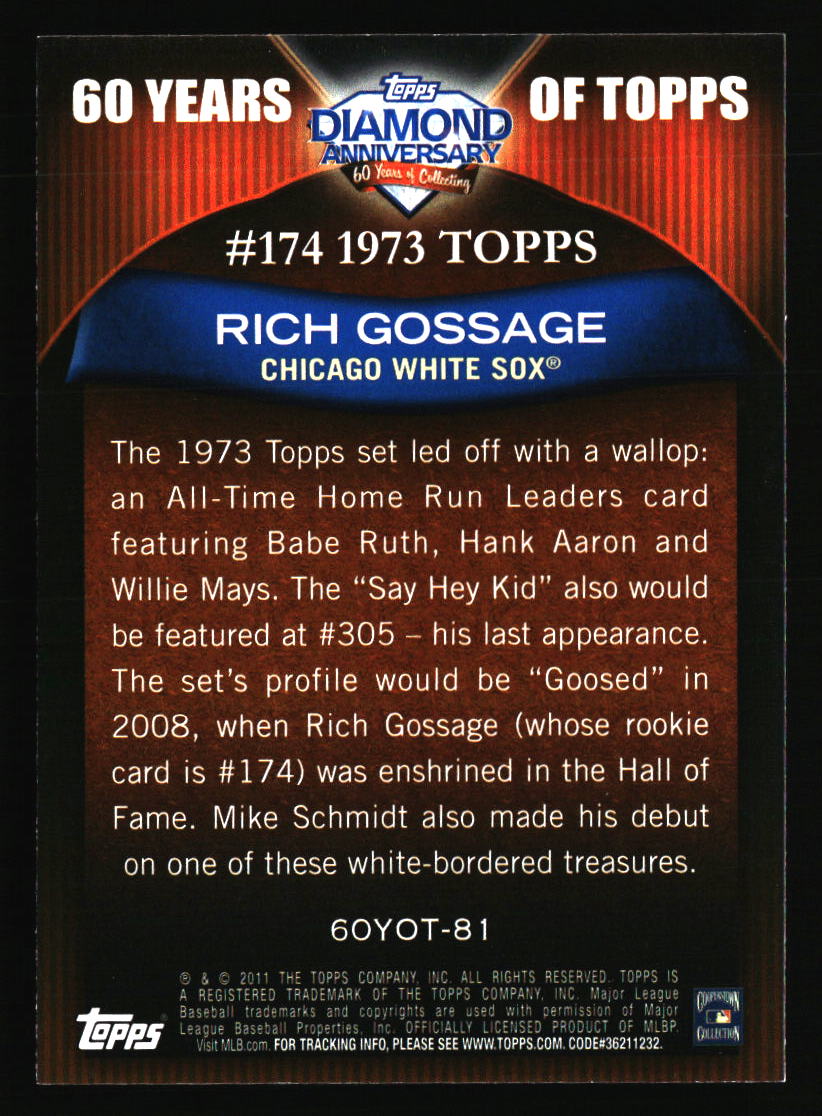 60 YEARS OF TOPPS
Topps
DIAMOND
ANNIVERSARY
60 Years of Collecting
#174 1973 TOPPS
RICH GOSSAGE
CHICAGO WHITE SOX®
The 1973 Topps set led off with a wallop:
an All-Time Home Run Leaders card
featuring Babe Ruth, Hank Aaron and
Willie Mays. The “Say Hey Kid” also would
be featured at #305 – his last appearance.
The set’s profile would be “Goosed” in
2008, when Rich Gossage (whose rookie
card is #174) was enshrined in the Hall of
Fame. Mike Schmidt also made his debut
on one of these white-bordered treasures.
60YOT-81
℗ & © 2011 THE TOPPS COMPANY, INC. ALL RIGHTS RESERVED. TOPPS IS
A REGISTERED TRADEMARK OF THE TOPPS COMPANY, INC. Major League
Baseball trademarks and copyrights are used with permission of Major
League Baseball Properties, Inc. OFFICIALLY LICENSED PRODUCT OF MLBP.
Visit MLB.com. FOR TRACKING INFO, PLEASE SEE WWW.TOPPS.COM. CODE#36211232.
Topps®
COOPERSTOWN
COLLECTION